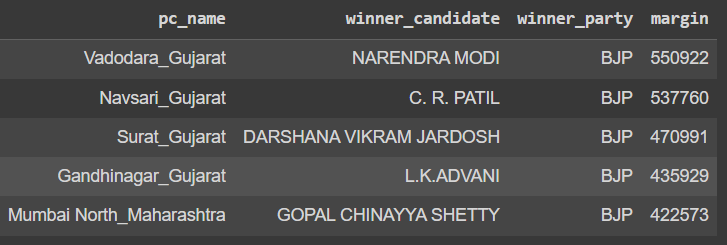 pc_name winner_candidate winner_party margin
Vadodara_Gujarat NARENDRA MODI BJP 550922
Navsari_Gujarat C. R. PATIL BJP 537760
Surat_Gujarat DARSHANA VIKRAM JARDOSH BJP 470991
Gandhinagar_Gujarat L.K.ADVANI BJP 435929
Mumbai North_Maharashtra GOPAL CHINAYYA SHETTY BJP 422573